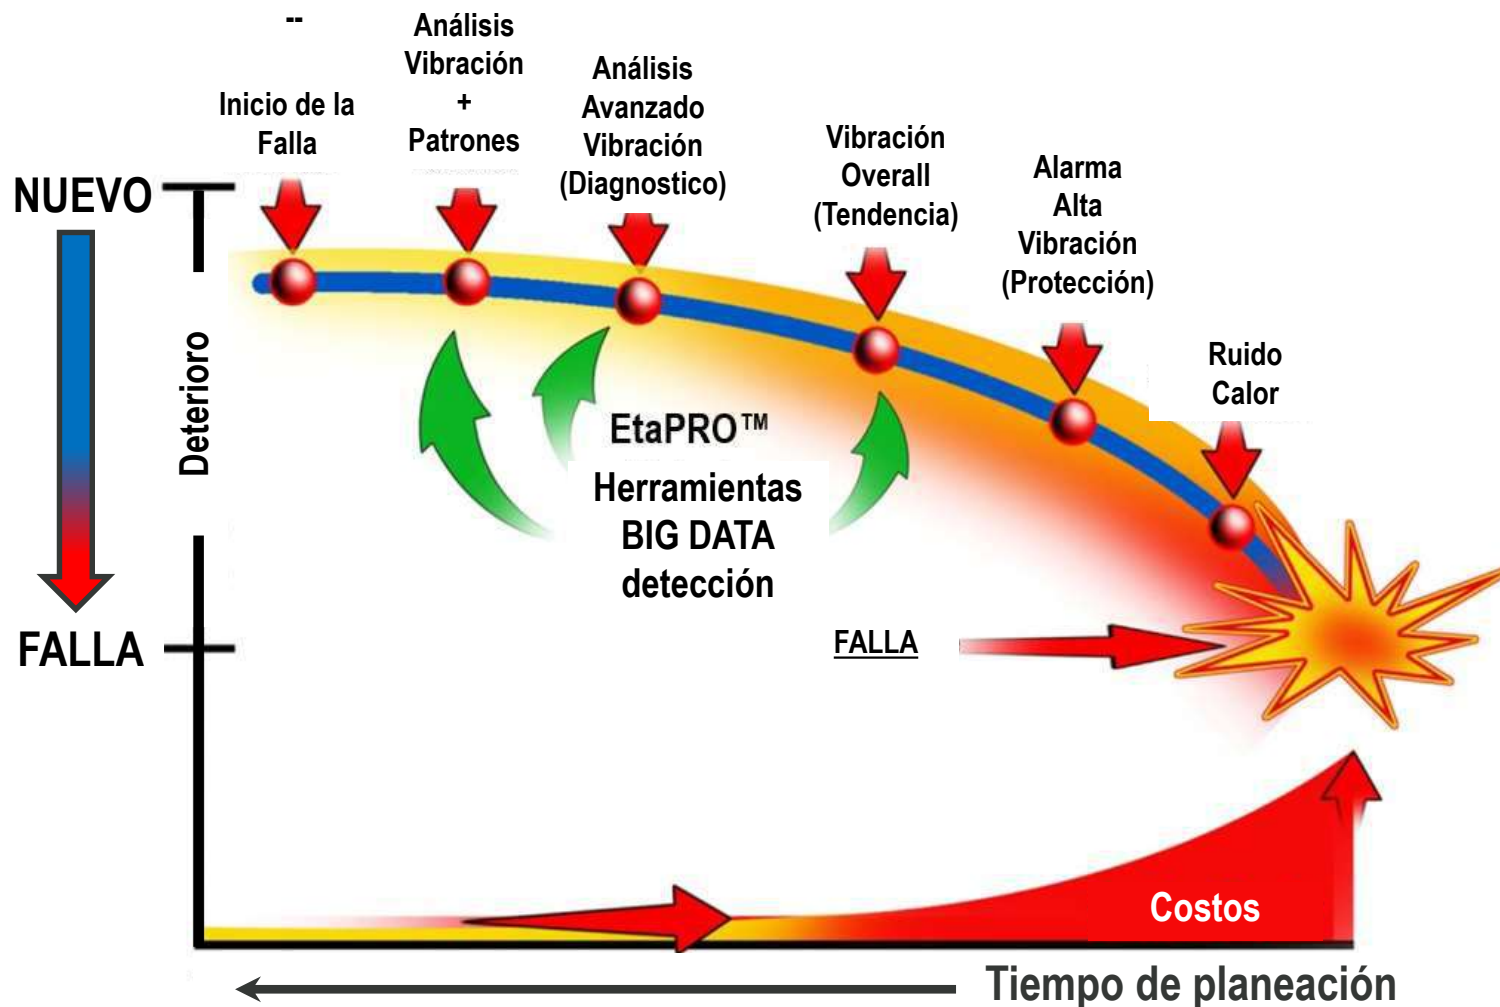 --
Inicio de la
Falla
Análisis
Vibración
+
Patrones
Análisis
Avanzado
Vibración
(Diagnostico)
Vibración
Overall
(Tendencia)
Alarma
Alta
Vibración
(Protección)
Ruido
Calor
NUEVO
Deterioro
FALLA
EtaPRO™
Herramientas
BIG DATA
detección
FALLA
Costos
Tiempo de planeación